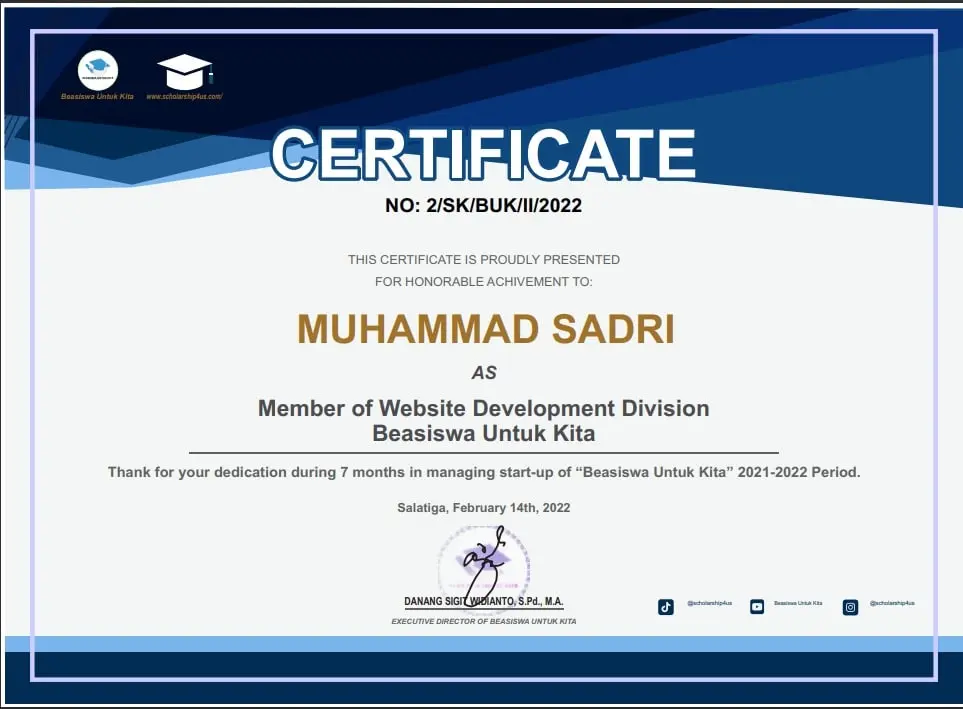 Beasiswa Untuk Kita
www.scholarship4us.com/
CERTIFICATE
NO: 2/SK/BUK/II/2022
THIS CERTIFICATE IS PROUDLY PRESENTED
FOR HONORABLE ACHIVEMENT TO:
MUHAMMAD SADRI
AS
Member of Website Development Division
Beasiswa Untuk Kita
Thank for your dedication during 7 months in managing start-up of “Beasiswa Untuk Kita” 2021-2022 Period.
Salatiga, February 14th, 2022
DANANG SIGIT WIDIANTO, S.Pd., M.A.
EXECUTIVE DIRECTOR OF BEASISWA UNTUK KITA
@scholarship4us
Beasiswa Untuk Kita
@scholarship4us